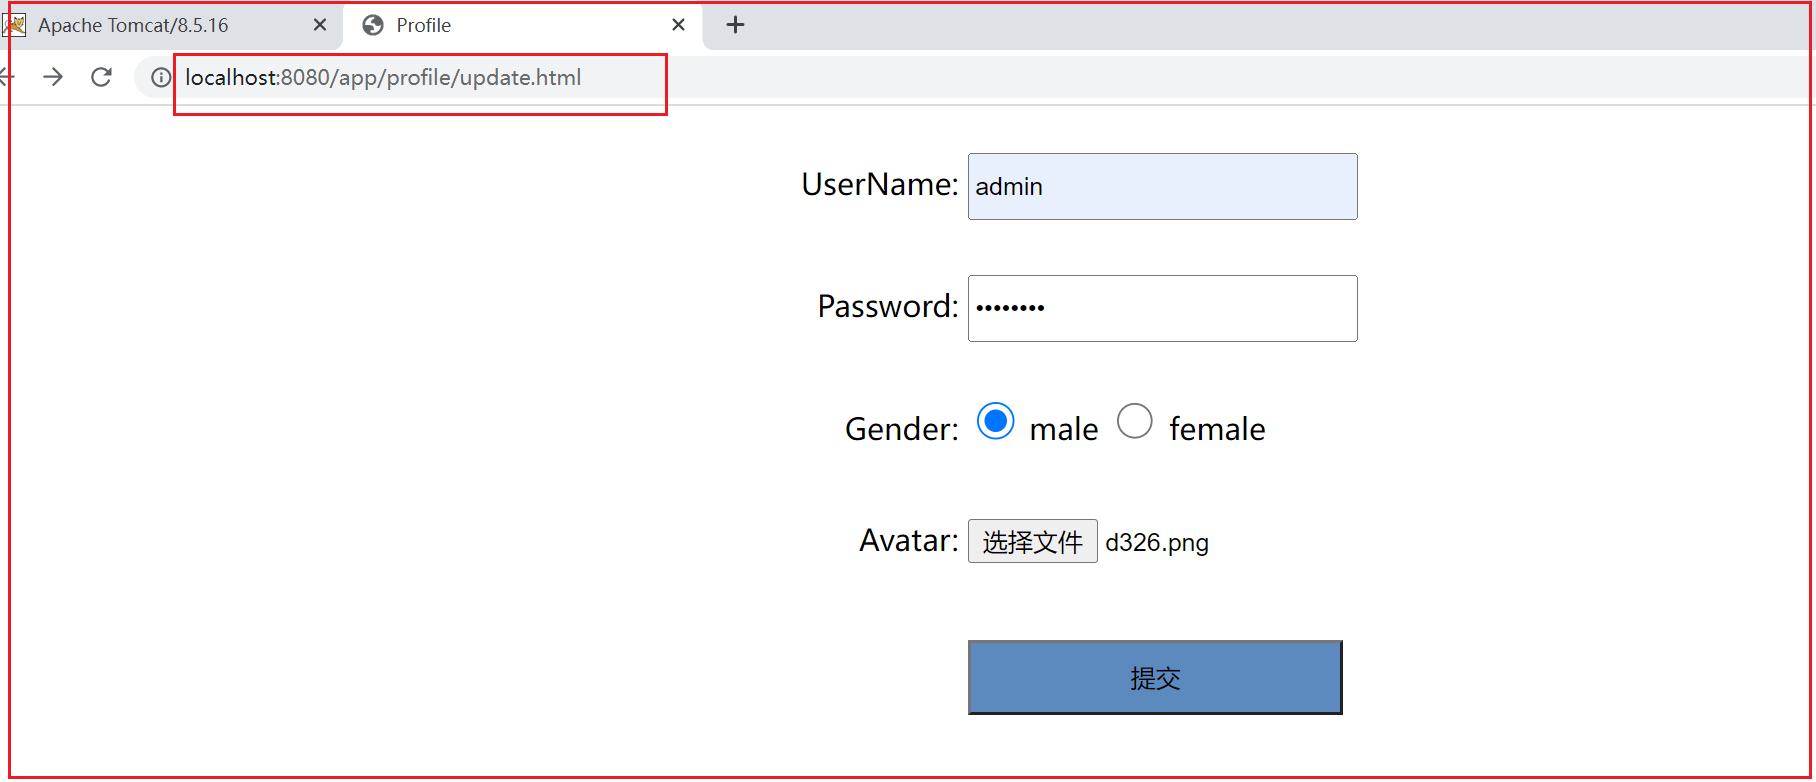 Apache Tomcat/8.5.16
Profile
localhost:8080/app/profile/update.html
UserName: admin
Password: ••••••••
Gender: male female
Avatar: 选择文件 d326.png
提交